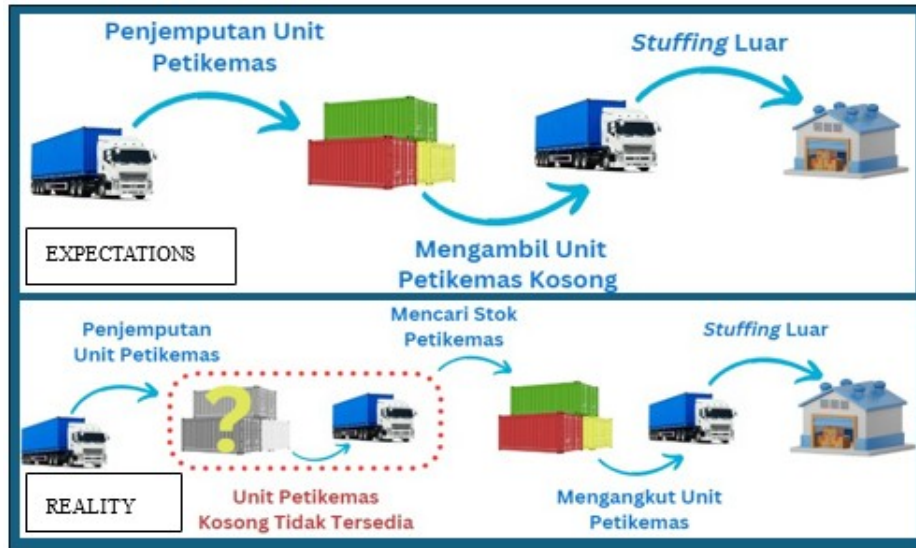 Penjemputan Unit
Petikemas
Stuffing Luar
EXPECTATIONS
Mengambil Unit
Petikemas Kosong
Penjemputan
Unit Petikemas
Mencari Stok
Petikemas
Stuffing Luar
?
REALITY
Unit Petikemas
Kosong Tidak Tersedia
Mengangkut Unit
Petikemas